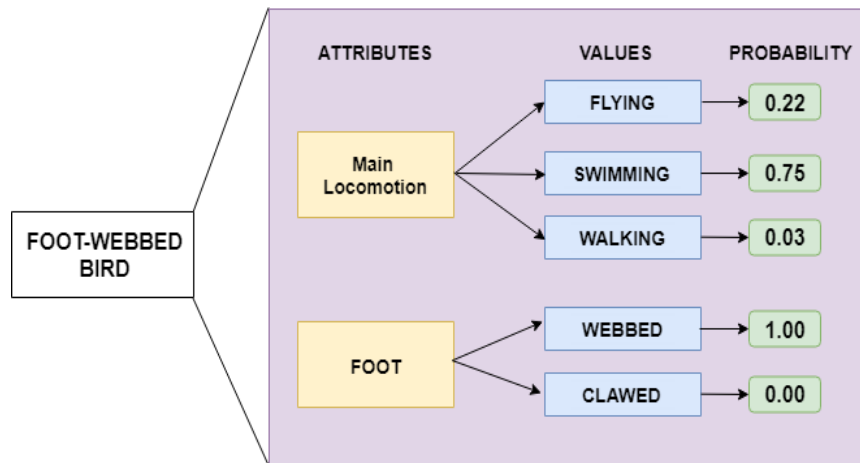 ATTRIBUTES VALUES PROBABILITY
FLYING 0.22
Main
Locomotion
SWIMMING 0.75
WALKING 0.03
FOOT-WEBBED
BIRD
WEBBED 1.00
FOOT
CLAWED 0.00